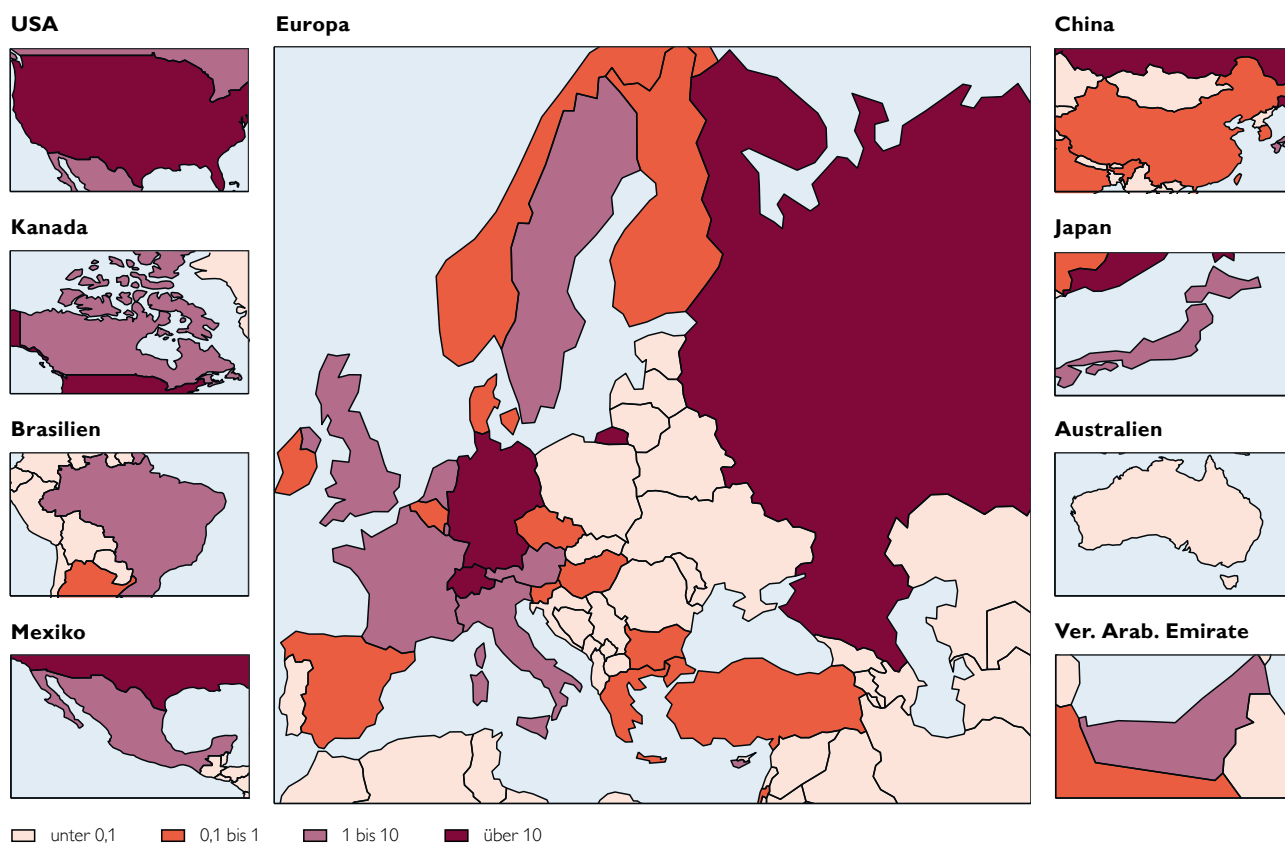 USA
Europa
China
Kanada
Japan
Brasilien
Australien
Mexiko
Ver. Arab. Emirate
unter 0,1
0,1 bis 1
1 bis 10
über 10